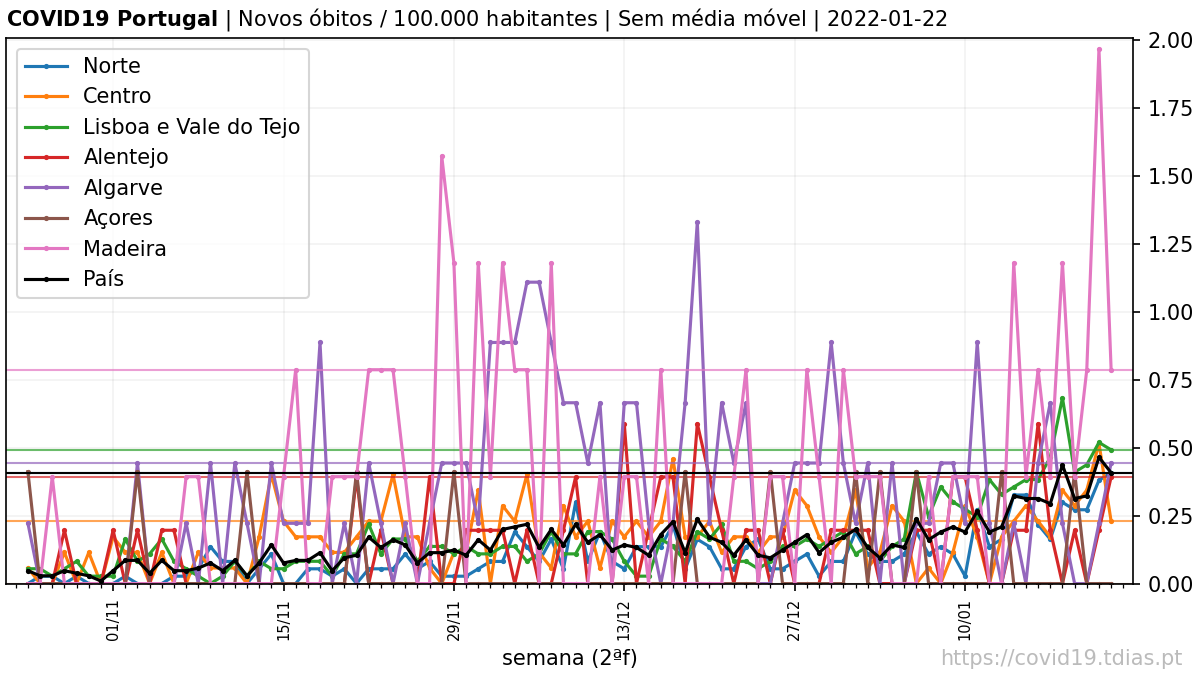 COVID19 Portugal | Novos óbitos / 100.000 habitantes | Sem média móvel | 2022-01-22
Norte
Centro
Lisboa e Vale do Tejo
Alentejo
Algarve
Açores
Madeira
País
2.00
1.75
1.50
1.25
1.00
0.75
0.50
0.25
0.00
01/11
15/11
29/11
13/12
27/12
10/01
semana (2ªf)
https://covid19.tdias.pt